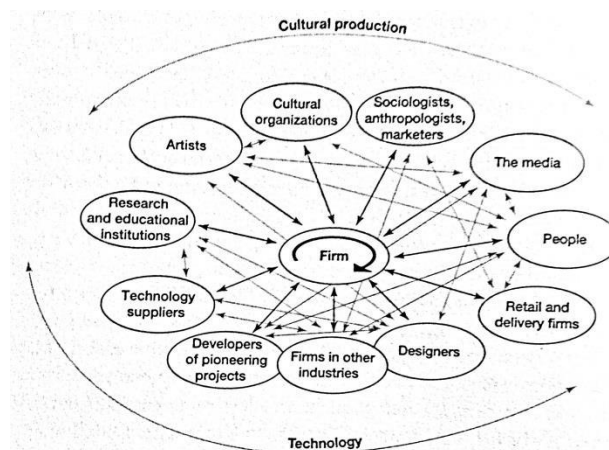 Cultural production
Cultural
organizations
Sociologists,
anthropologists,
marketers
Artists
The media
Research
and educational
institutions
Firm
People
Technology
suppliers
Retail and
delivery firms
Developers
of pioneering
projects
Firms in other
industries
Designers
Technology